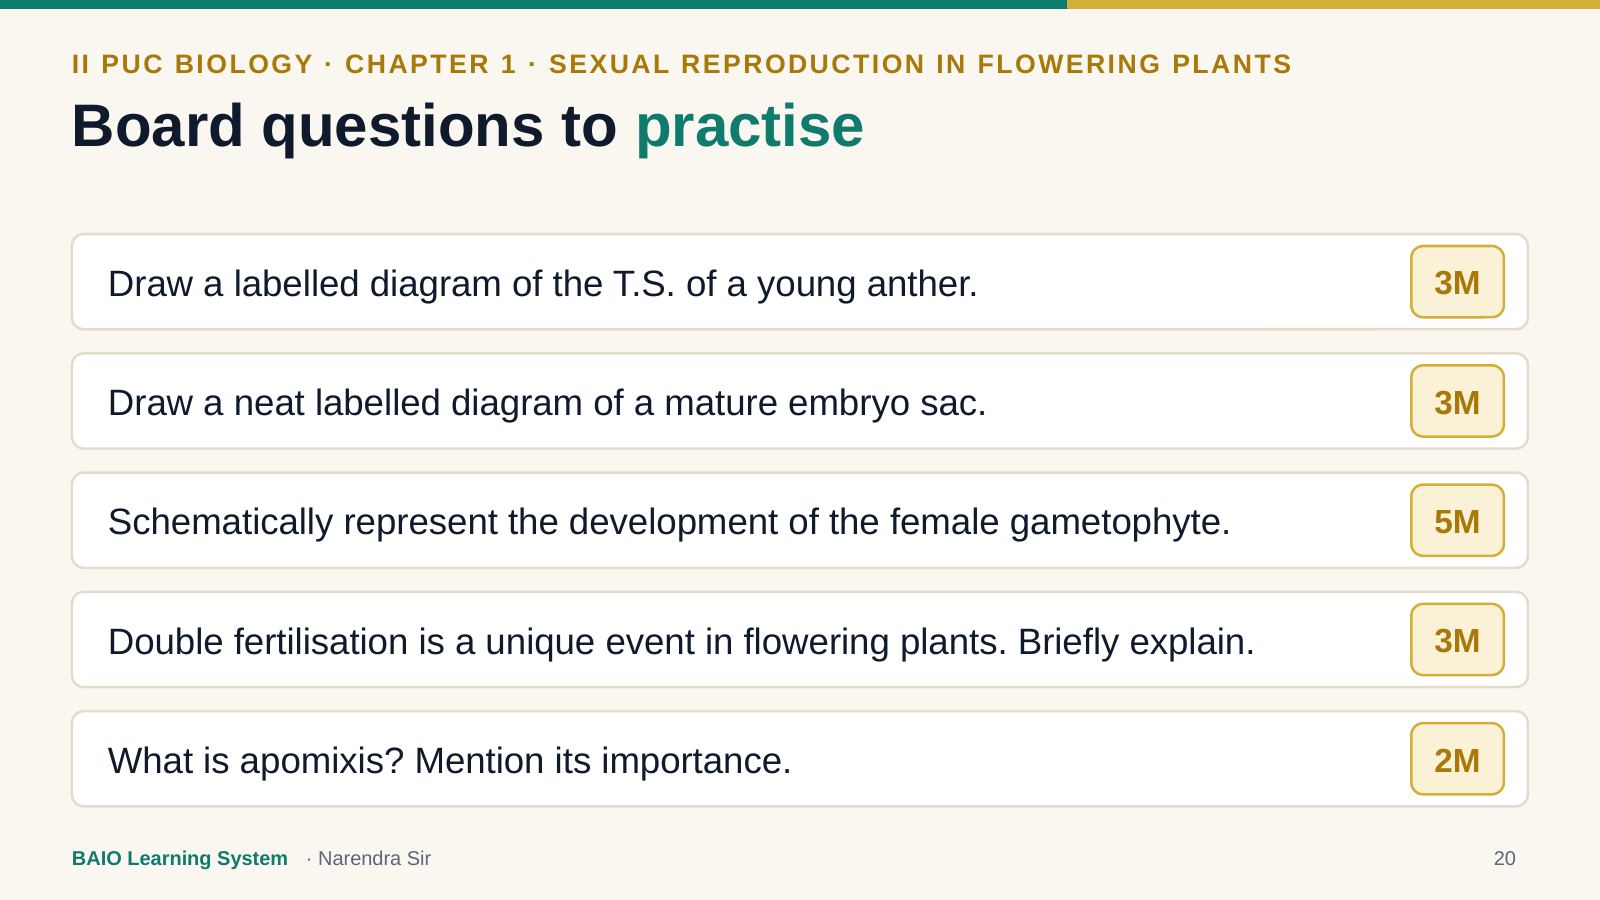 II PUC BIOLOGY · CHAPTER 1 · SEXUAL REPRODUCTION IN FLOWERING PLANTS
Board questions to practise
Draw a labelled diagram of the T.S. of a young anther. 3M
Draw a neat labelled diagram of a mature embryo sac. 3M
Schematically represent the development of the female gametophyte. 5M
Double fertilisation is a unique event in flowering plants. Briefly explain. 3M
What is apomixis? Mention its importance. 2M
BAIO Learning System · Narendra Sir 20